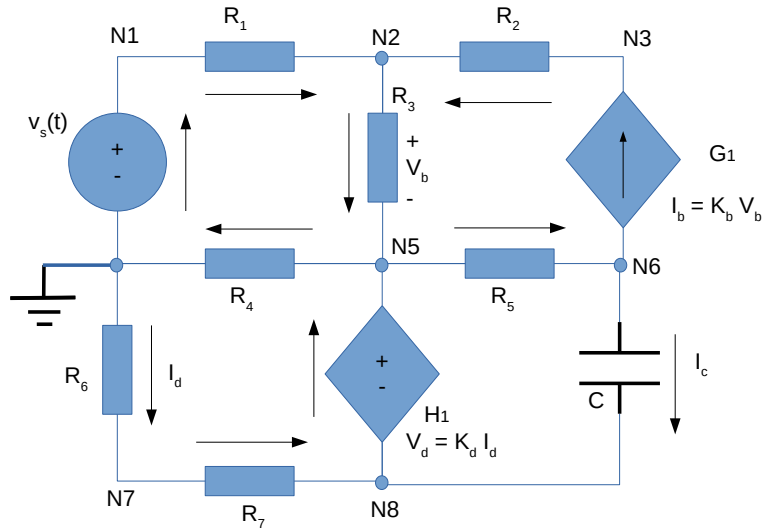 N1
R1
N2
R2
N3
vs(t)
+
-
R3
+
Vb
-
G1
Ib = Kb Vb
N5
R4
R5
N6
R6
Id
+
-
H1
Vd = Kd Id
C
Ic
N7
R7
N8